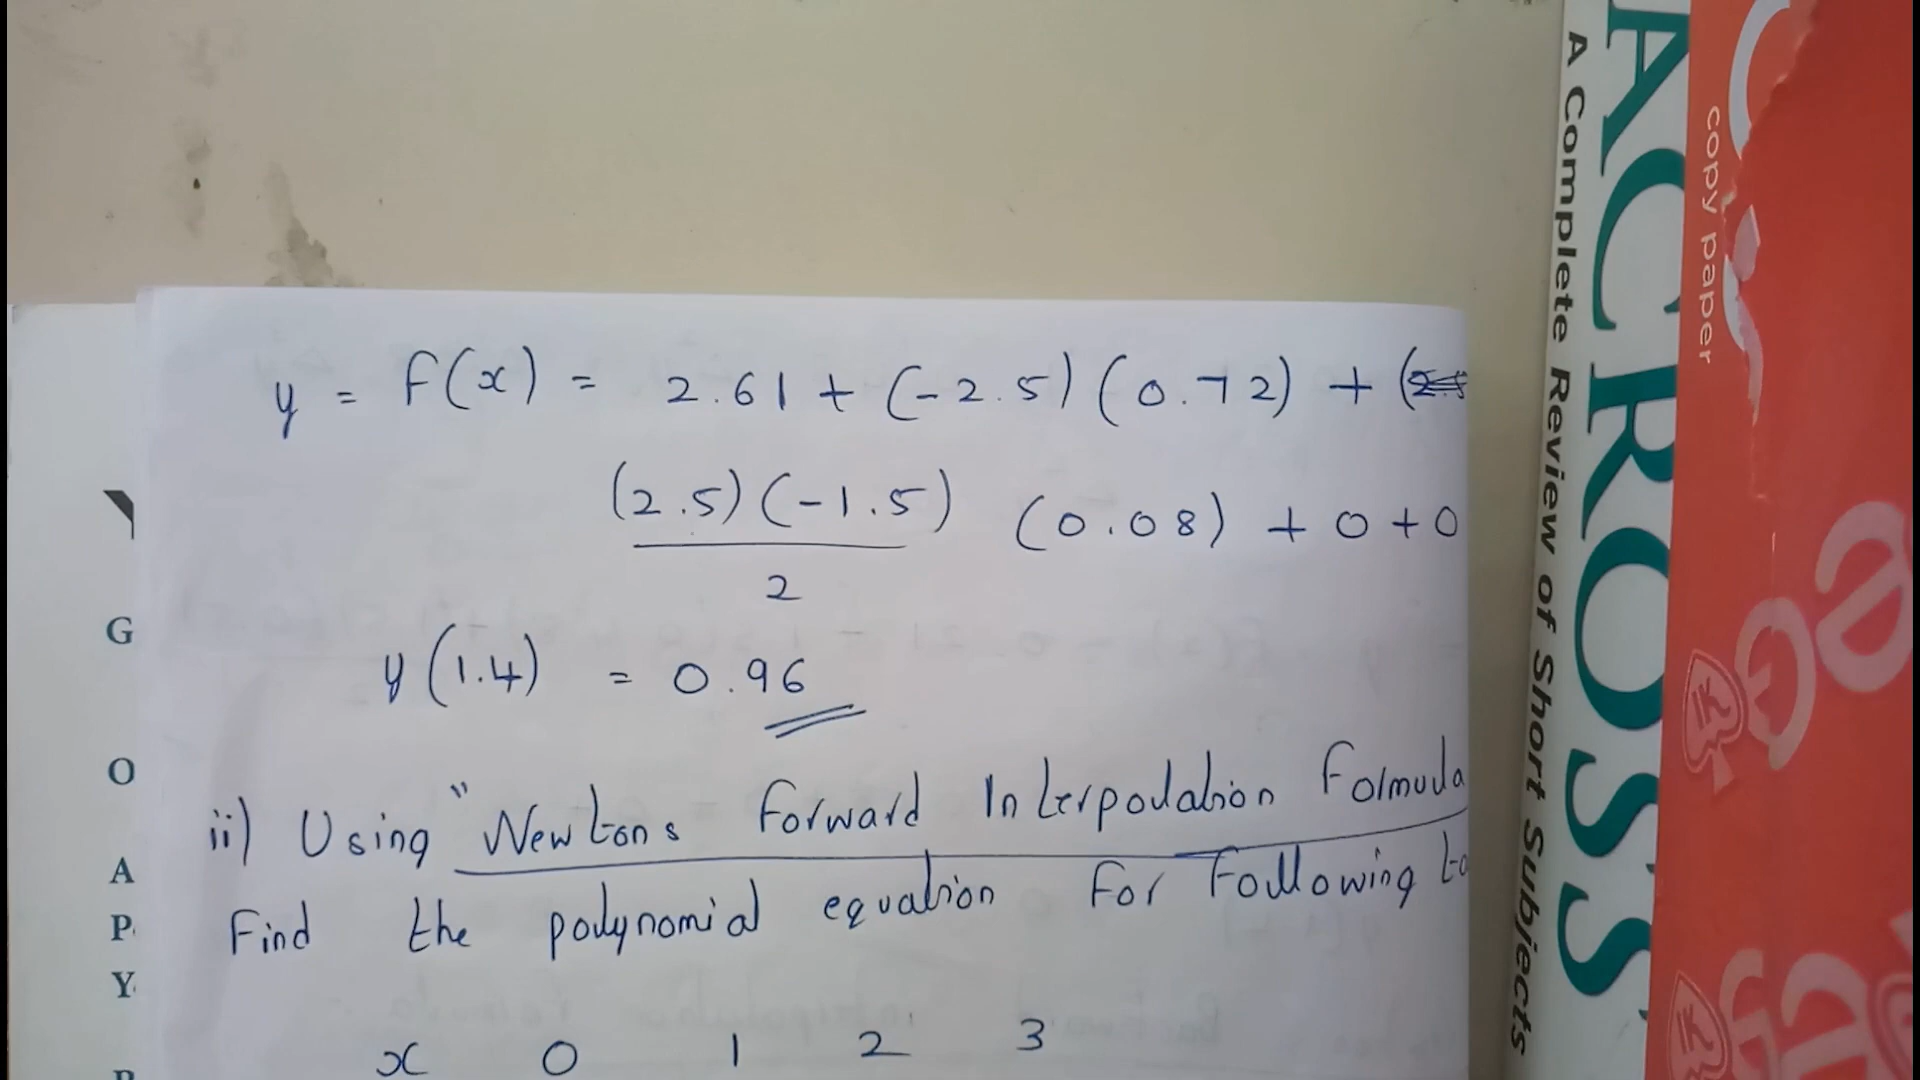 y = f(x) = 2.61 + (-2.5) (0.72) + (
(2.5) (-1.5) (0.08) + 0 + 0
2
y (1.4) = 0.96
ii) Using "Newtons Forward Interpolation Formula
Find the polynomial equation For Following
x 0 1 2 3
G
O
A
P
Y
ACROSS
A Complete Review of Short Subjects
copy paper